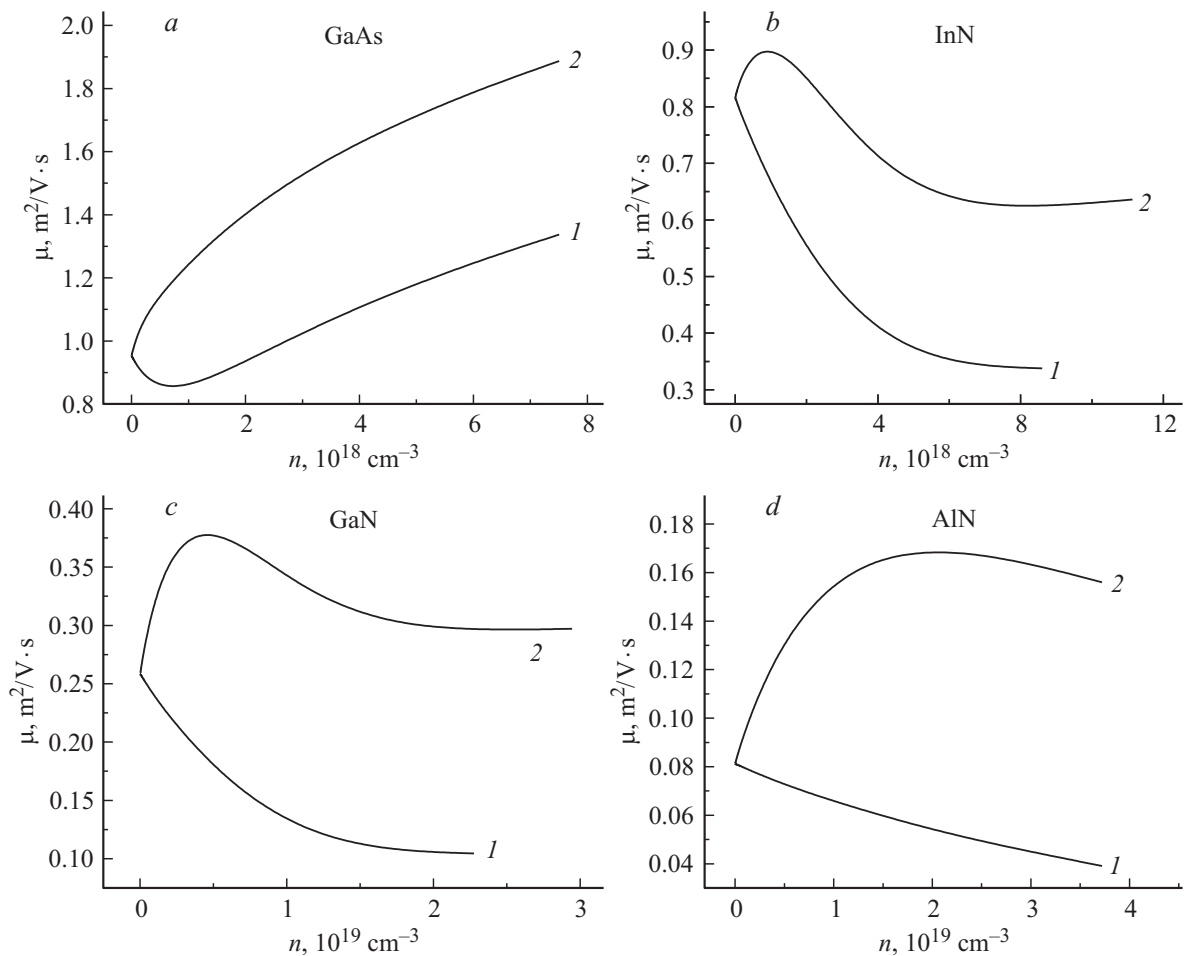 a
GaAs
2.0
1.8
1.6
1.4
1.2
1.0
0.8
μ, m²/V·s
2
1
0 2 4 6 8
n, 10¹⁸ cm⁻³
b
InN
0.9
0.8
0.7
0.6
0.5
0.4
0.3
μ, m²/V·s
2
1
0 4 8 12
n, 10¹⁸ cm⁻³
c
GaN
0.40
0.35
0.30
0.25
0.20
0.15
0.10
μ, m²/V·s
2
1
0 1 2 3
n, 10¹⁹ cm⁻³
d
AlN
0.18
0.16
0.14
0.12
0.10
0.08
0.06
0.04
μ, m²/V·s
2
1
0 1 2 3 4
n, 10¹⁹ cm⁻³